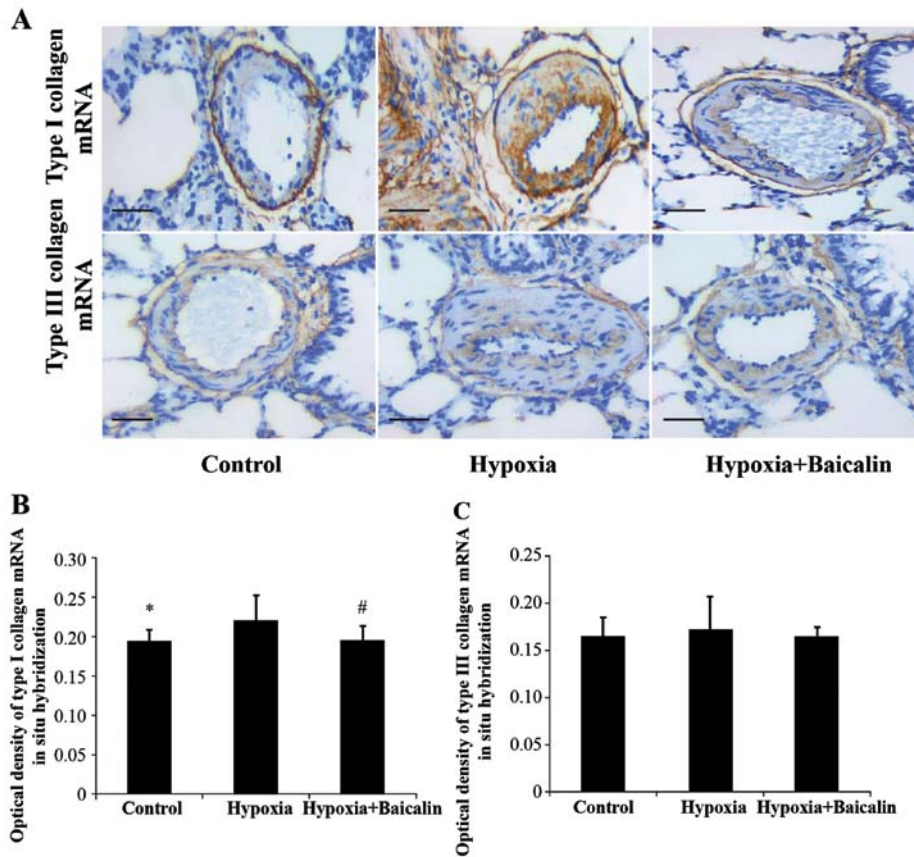 A
Type I collagen
mRNA
Type III collagen
mRNA
Control
Hypoxia
Hypoxia+Baicalin
B
Optical density of type I collagen mRNA
in situ hybridization
0.30
0.25
0.20
0.15
0.10
0.05
0.00
*
#
Control
Hypoxia
Hypoxia+Baicalin
C
Optical density of type III collagen mRNA
in situ hybridization
0.25
0.20
0.15
0.10
0.05
0
Control
Hypoxia
Hypoxia+Baicalin